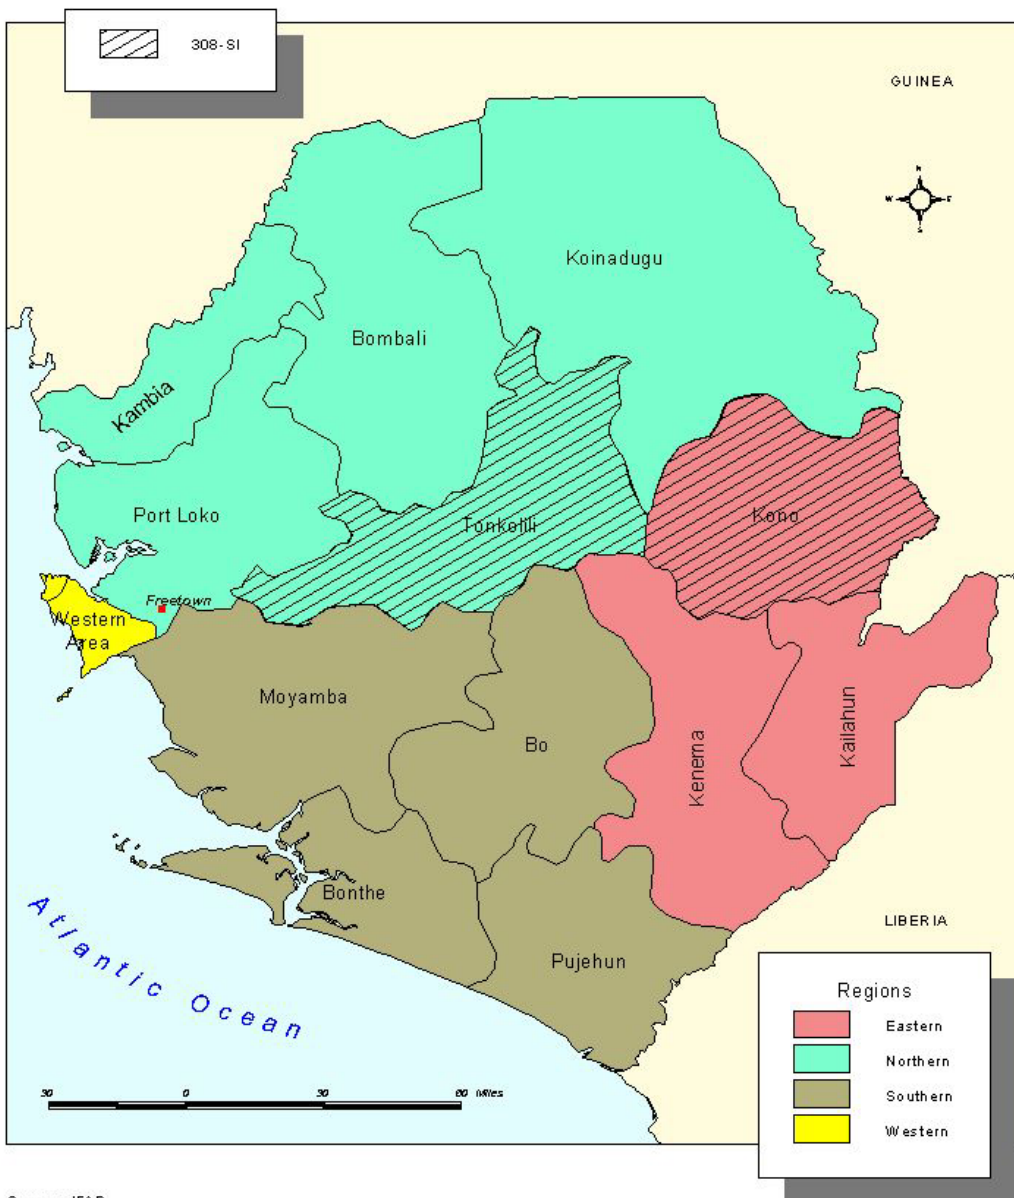 308-SI
GUINEA
N
W E
S
Koinadugu
Bombali
Kambia
Port Loko
Tonkolili
Kono
Freetown
Western
Area
Moyamba
Bo
Kenema
Kailahun
Bonthe
Pujehun
LIBERIA
Atlantic Ocean
Regions
Eastern
Northern
Southern
Western
30 0 30 60 Miles